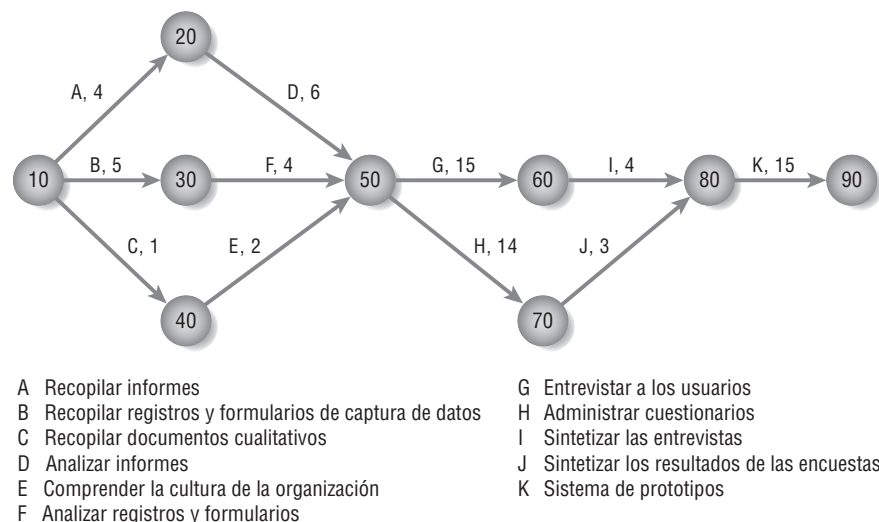 20
A, 4
D, 6
10
B, 5
30
F, 4
50
G, 15
60
I, 4
80
K, 15
90
C, 1
E, 2
H, 14
J, 3
40
70
A Recopilar informes
B Recopilar registros y formularios de captura de datos
C Recopilar documentos cualitativos
D Analizar informes
E Comprender la cultura de la organización
F Analizar registros y formularios
G Entrevistar a los usuarios
H Administrar cuestionarios
I Sintetizar las entrevistas
J Sintetizar los resultados de las encuestas
K Sistema de prototipos